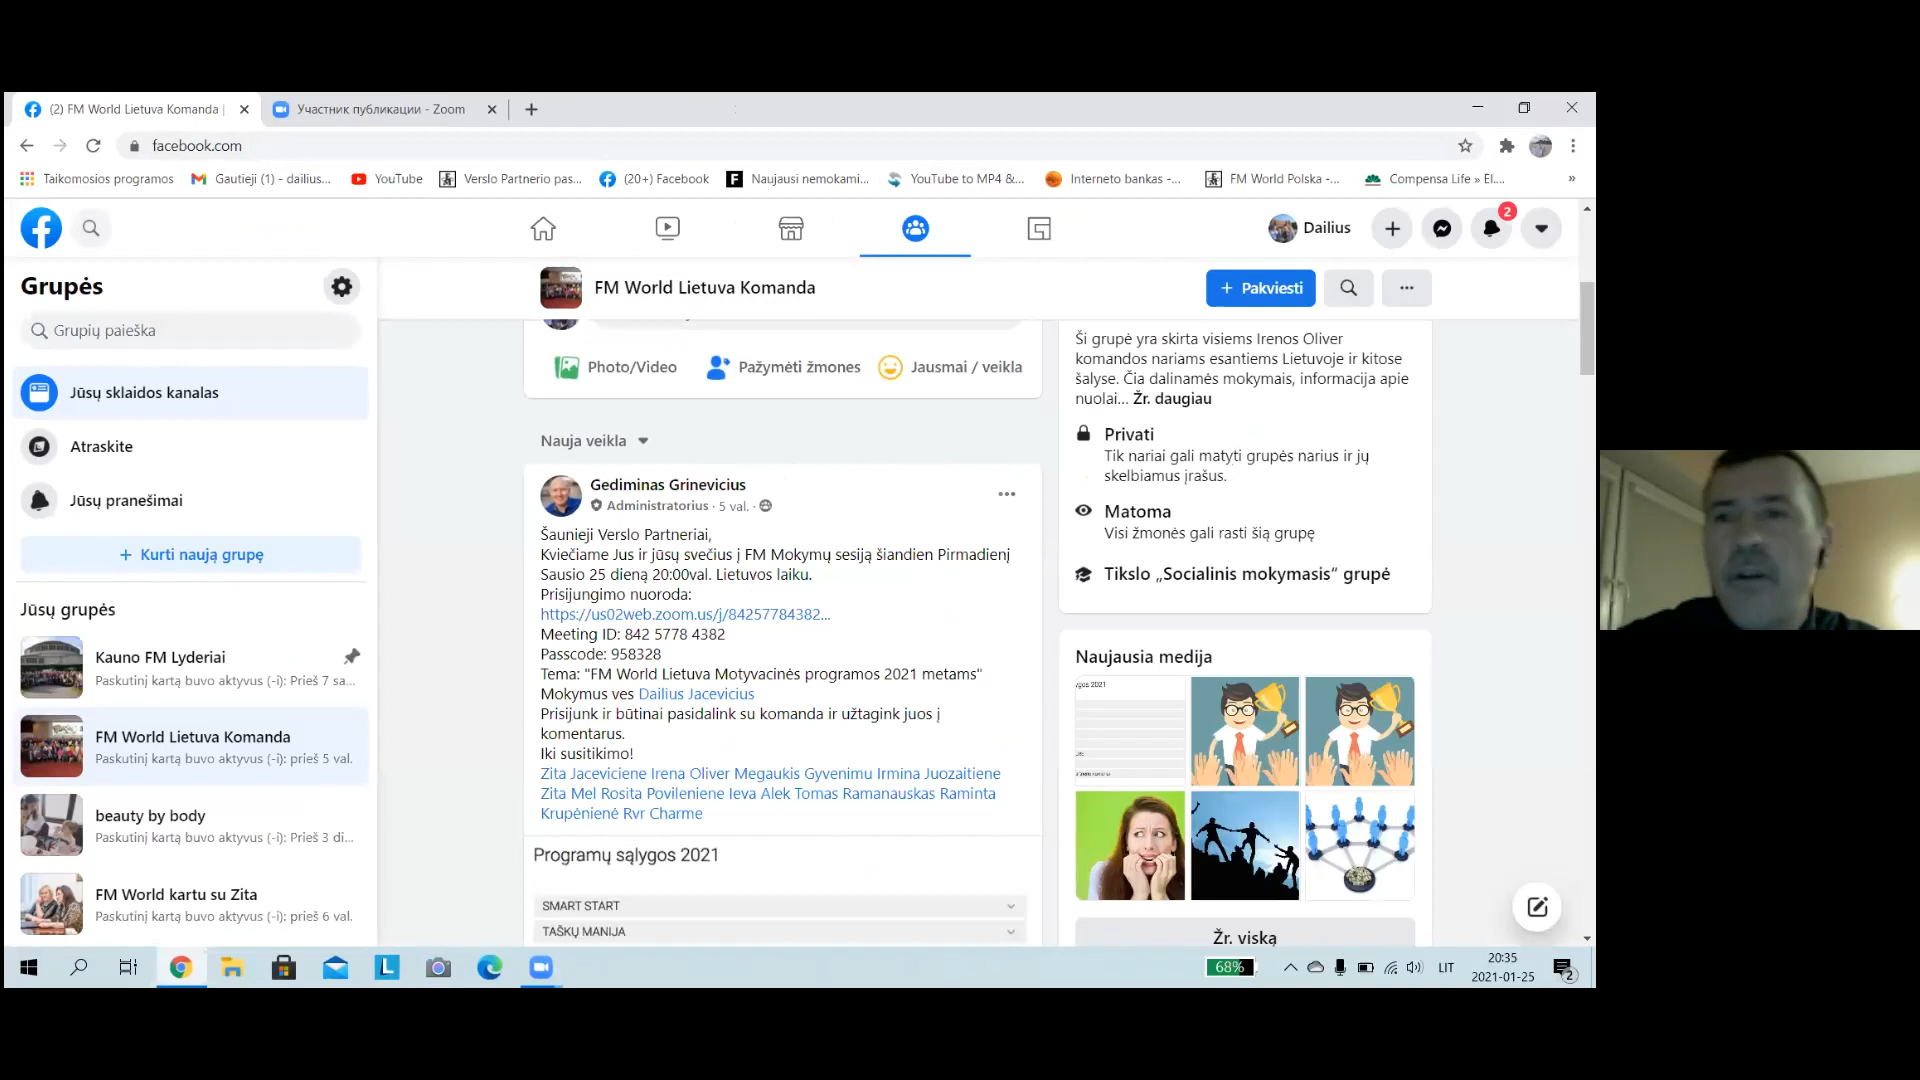 (2) FM World Lietuva Komanda |
Участник публикации - Zoom
facebook.com
Taikomosios programos
Gautieji (1) - dailius...
YouTube
Verslo Partnerio pas...
(20+) Facebook
Naujausi nemokami...
YouTube to MP4 &...
Interneto bankas -...
FM World Polska -...
Compensa Life » El....
»
Dailius
2
Grupės
Grupių paieška
Jūsų sklaidos kanalas
Atraskite
Jūsų pranešimai
+ Kurti naują grupę
Jūsų grupės
Kauno FM Lyderiai
Paskutinį kartą buvo aktyvus (-i): Prieš 7 sa...
FM World Lietuva Komanda
Paskutinį kartą buvo aktyvus (-i): prieš 5 val.
beauty by body
Paskutinį kartą buvo aktyvus (-i): Prieš 3 di...
FM World kartu su Zita
Paskutinį kartą buvo aktyvus (-i): prieš 6 val.
FM World Lietuva Komanda
+ Pakviesti
Photo/Video
Pažymėti žmones
Jausmai / veikla
Nauja veikla
Gediminas Grinevicius
Administratorius · 5 val. ·
Šaunieji Verslo Partneriai,
Kviečiame Jus ir jūsų svečius į FM Mokymų sesiją šiandien Pirmadienį
Sausio 25 dieną 20:00val. Lietuvos laiku.
Prisijungimo nuoroda:
https://us02web.zoom.us/j/84257784382...
Meeting ID: 842 5778 4382
Passcode: 958328
Tema: "FM World Lietuva Motyvacinės programos 2021 metams"
Mokymus ves Dailius Jacevicius
Prisijunk ir būtinai pasidalink su komanda ir užtagink juos į
komentarus.
Iki susitikimo!
Zita Jaceviciene Irena Oliver Megaukis Gyvenimu Irmina Juozaitiene
Zita Mel Rosita Povileniene Ieva Alek Tomas Ramanauskas Raminta
Krupėnienė Rvr Charme
Programų sąlygos 2021
SMART START
TAŠKŲ MANIJA
Ši grupė yra skirta visiems Irenos Oliver
komandos nariams esantiems Lietuvoje ir kitose
šalyse. Čia dalinamės mokymais, informacija apie
nuolai... Žr. daugiau
Privati
Tik nariai gali matyti grupės narius ir jų
skelbiamus įrašus.
Matoma
Visi žmonės gali rasti šią grupę
Tikslo „Socialinis mokymasis“ grupė
Naujausia medija
Žr. viską
68%
LIT
20:35
2021-01-25
2